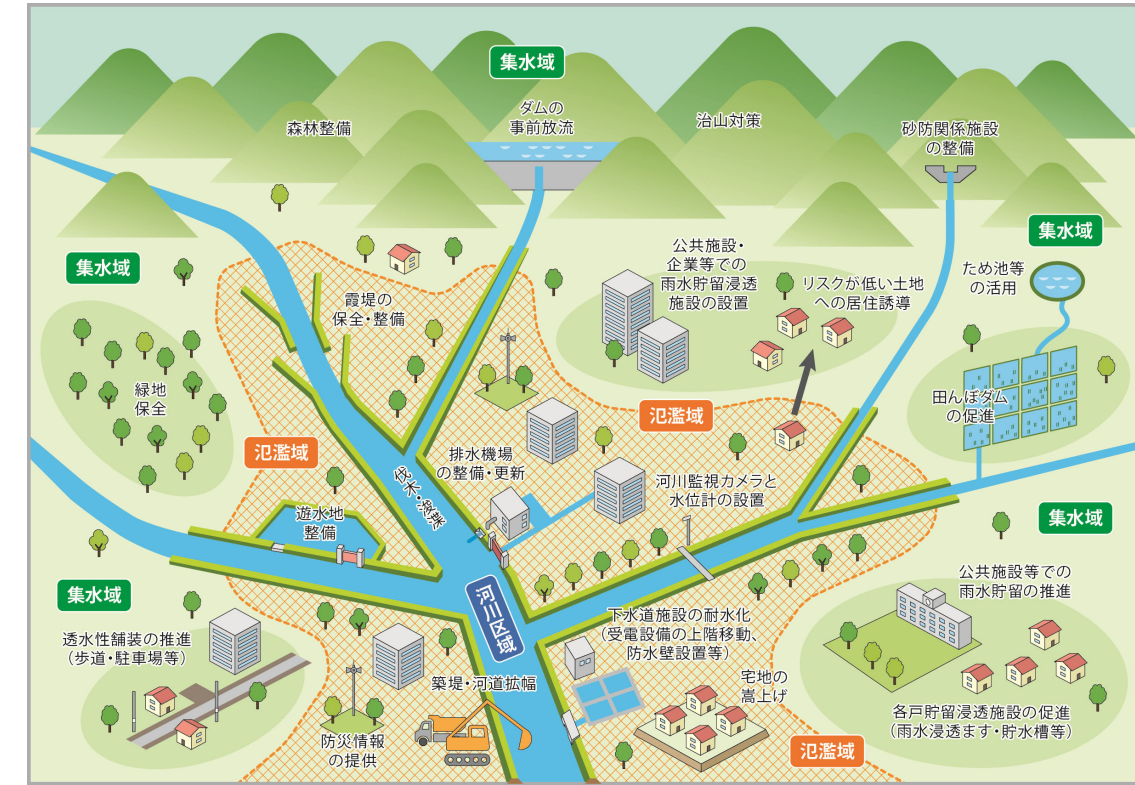 集水域
ダムの
事前放流
森林整備
治山対策
砂防関係施設
の整備
集水域
集水域
公共施設・
企業等での
雨水貯留浸透
施設の設置
リスクが低い土地
への居住誘導
ため池等
の活用
霞堤の
保全・整備
緑地
保全
田んぼダム
の促進
氾濫域
氾濫域
排水機場
の整備・更新
伐木・浚渫
河川監視カメラと
水位計の設置
遊水地
整備
集水域
集水域
公共施設等での
雨水貯留の推進
河川区域
下水道施設の耐水化
(受電設備の上階移動、
防水壁設置等)
透水性舗装の推進
(歩道・駐車場等)
築堤・河道拡幅
宅地の
嵩上げ
各戸貯留浸透施設の促進
(雨水浸透ます・貯水槽等)
防災情報
の提供
氾濫域